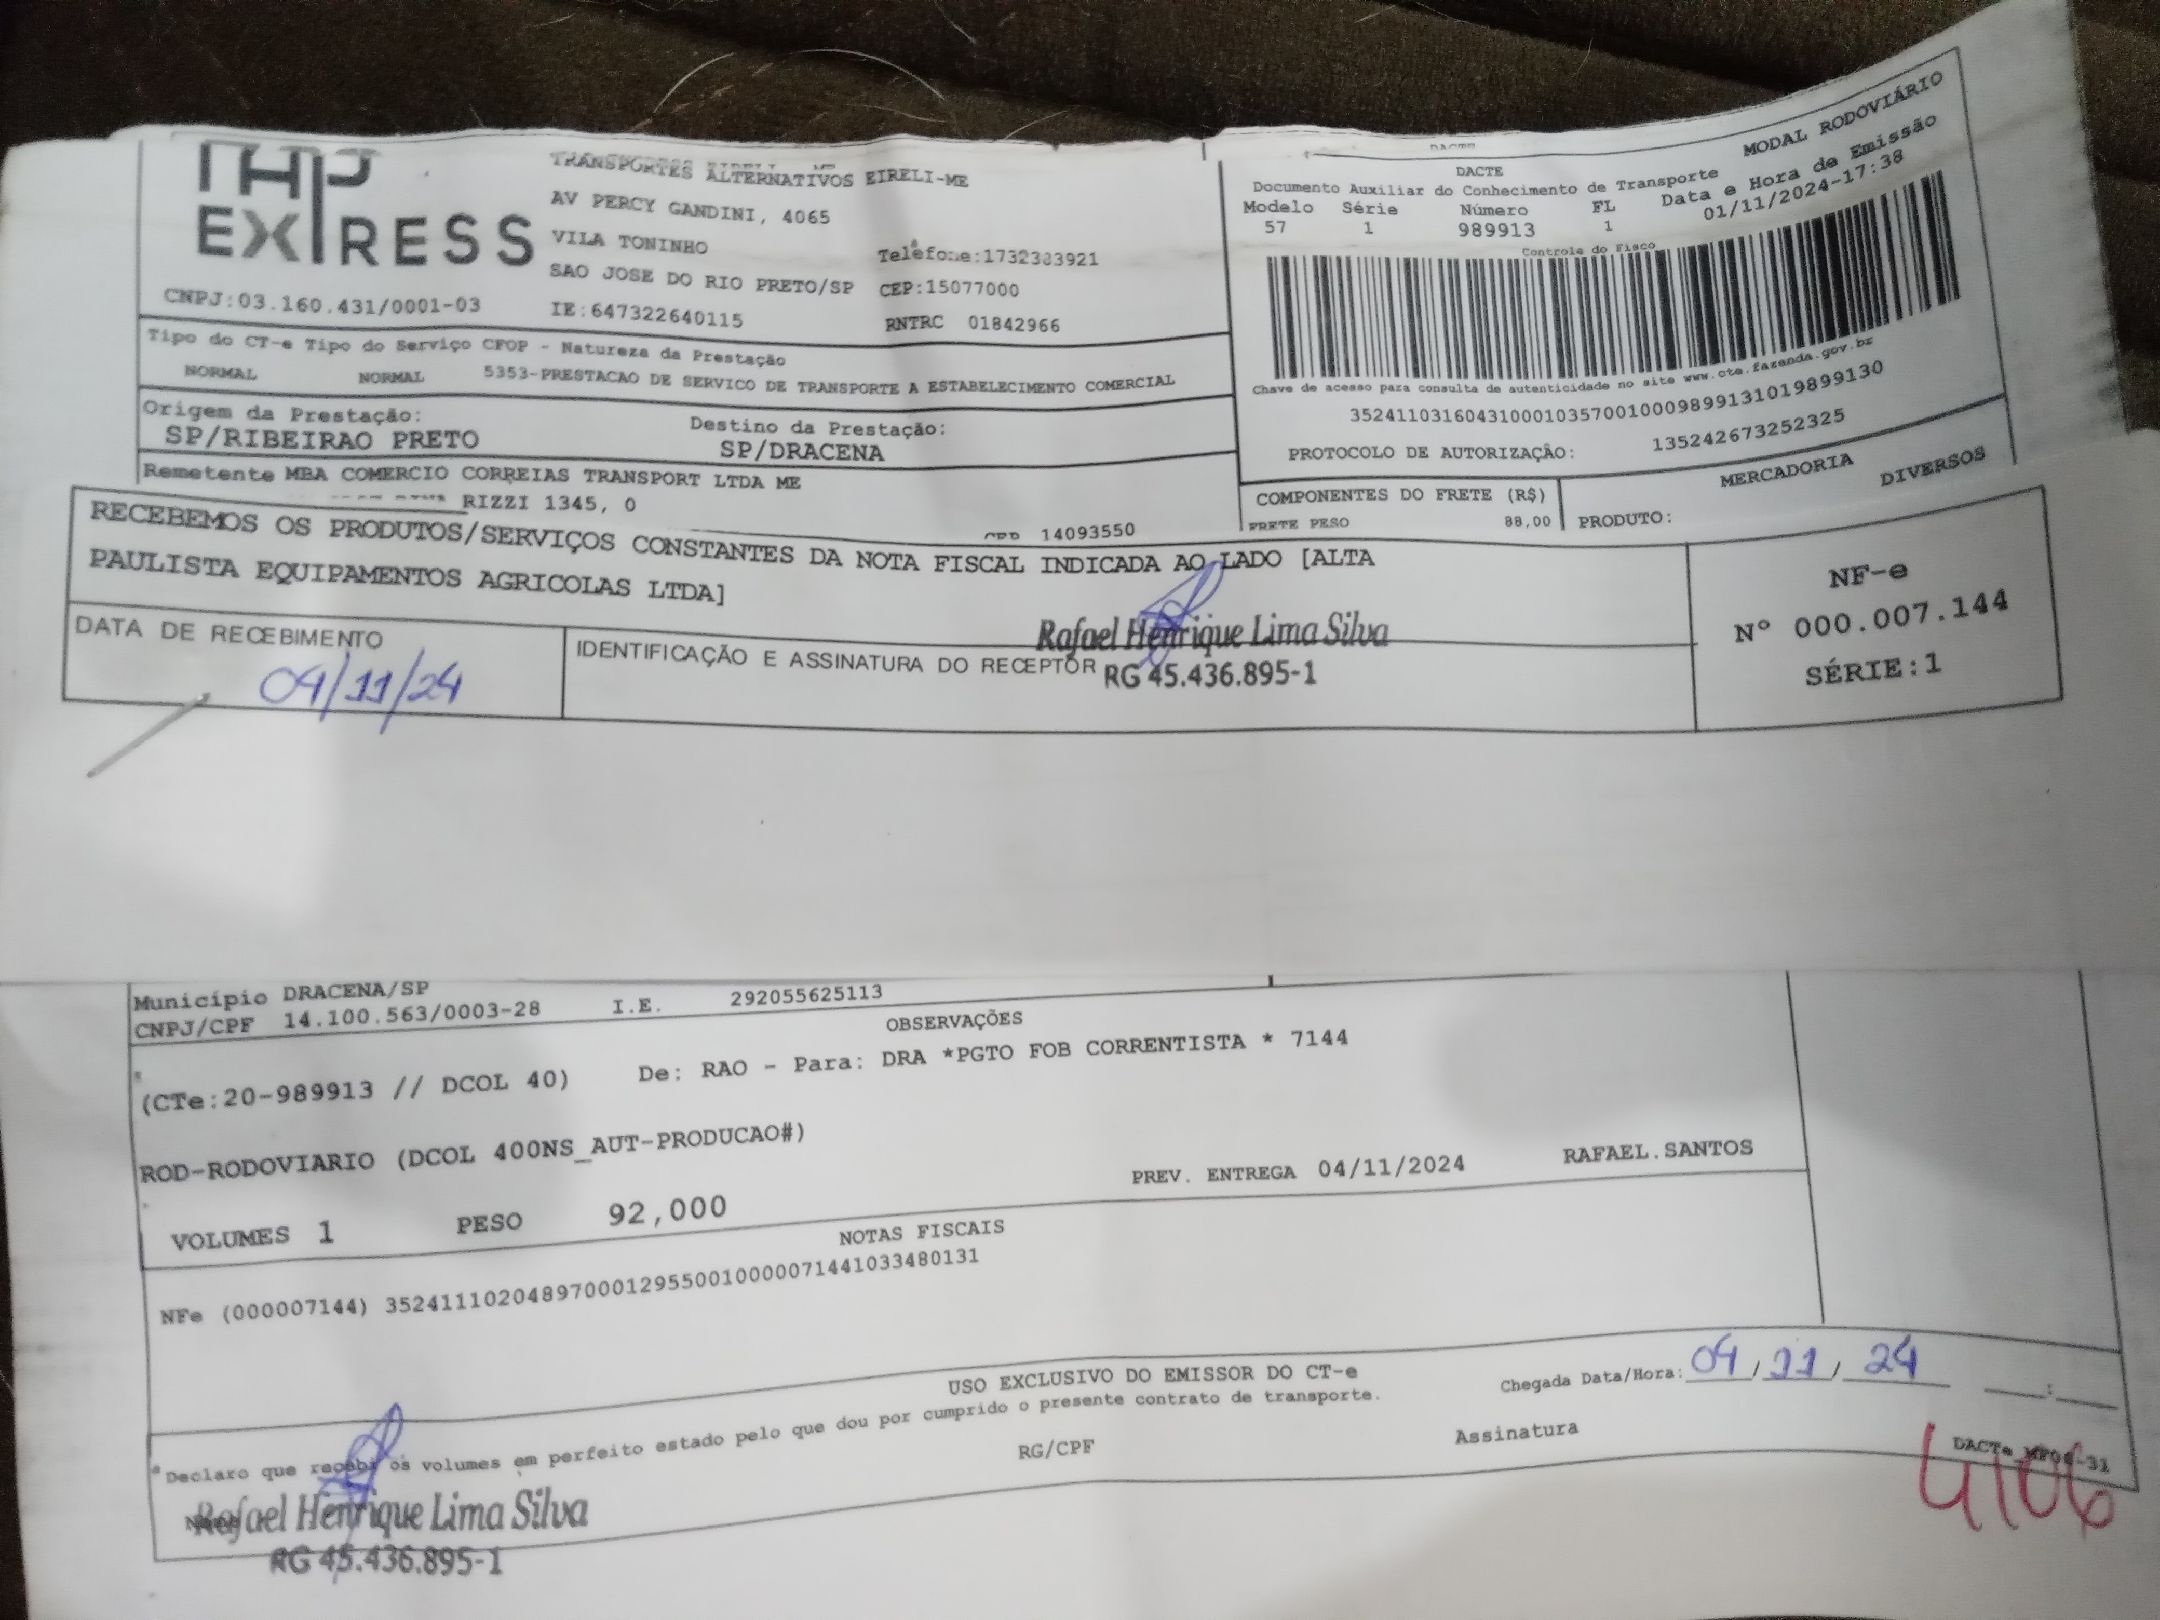 EXPRESS
TRANSPORTES ALTERNATIVOS EIRELI-ME
AV PERCY GANDINI, 4065
VILA TONINHO
Telefone:1732383921
SAO JOSE DO RIO PRETO/SP CEP:15077000
CNPJ:03.160.431/0001-03 IE:647322640115 RNTRC 01842966
DACTE MODAL RODOVIÁRIO
Documento Auxiliar do Conhecimento de Transporte
Modelo Série Número FL Data e Hora de Emissão
57 1 989913 1 01/11/2024-17:38
Controle do Fisco
Chave de acesso para consulta de autenticidade no site www.cte.fazenda.gov.br
35241103160431000103570010009899131019899130
PROTOCOLO DE AUTORIZAÇÃO: 135242673252325
Tipo do CT-e Tipo do Serviço CFOP - Natureza da Prestação
NORMAL NORMAL 5353-PRESTACAO DE SERVICO DE TRANSPORTE A ESTABELECIMENTO COMERCIAL
Origem da Prestação: Destino da Prestação:
SP/RIBEIRAO PRETO SP/DRACENA
Remetente MBA COMERCIO CORREIAS TRANSPORT LTDA ME
RIZZI 1345, 0
14093550
COMPONENTES DO FRETE (R$)
FRETE PESO 88,00
MERCADORIA
PRODUTO: DIVERSOS
RECEBEMOS OS PRODUTOS/SERVIÇOS CONSTANTES DA NOTA FISCAL INDICADA AO LADO [ALTA
PAULISTA EQUIPAMENTOS AGRICOLAS LTDA]
DATA DE RECEBIMENTO
04/11/24
IDENTIFICAÇÃO E ASSINATURA DO RECEPTOR
Rafael Henrique Lima Silva
RG 45.436.895-1
NF-e
Nº 000.007.144
SÉRIE:1
Município DRACENA/SP
CNPJ/CPF 14.100.563/0003-28 I.E. 292055625113
OBSERVAÇÕES
(CTe:20-989913 // DCOL 40) De: RAO - Para: DRA *PGTO FOB CORRENTISTA * 7144
ROD-RODOVIARIO (DCOL 400NS_AUT-PRODUCAO#)
PREV. ENTREGA 04/11/2024 RAFAEL.SANTOS
VOLUMES 1 PESO 92,000
NOTAS FISCAIS
NFe (000007144) 35241110204897000129550010000071441033480131
USO EXCLUSIVO DO EMISSOR DO CT-e
Chegada Data/Hora: 04/11/24 :
Declaro que recebi os volumes em perfeito estado pelo que dou por cumprido o presente contrato de transporte.
RG/CPF
Assinatura
Rafael Henrique Lima Silva
RG 45.436.895-1
4106